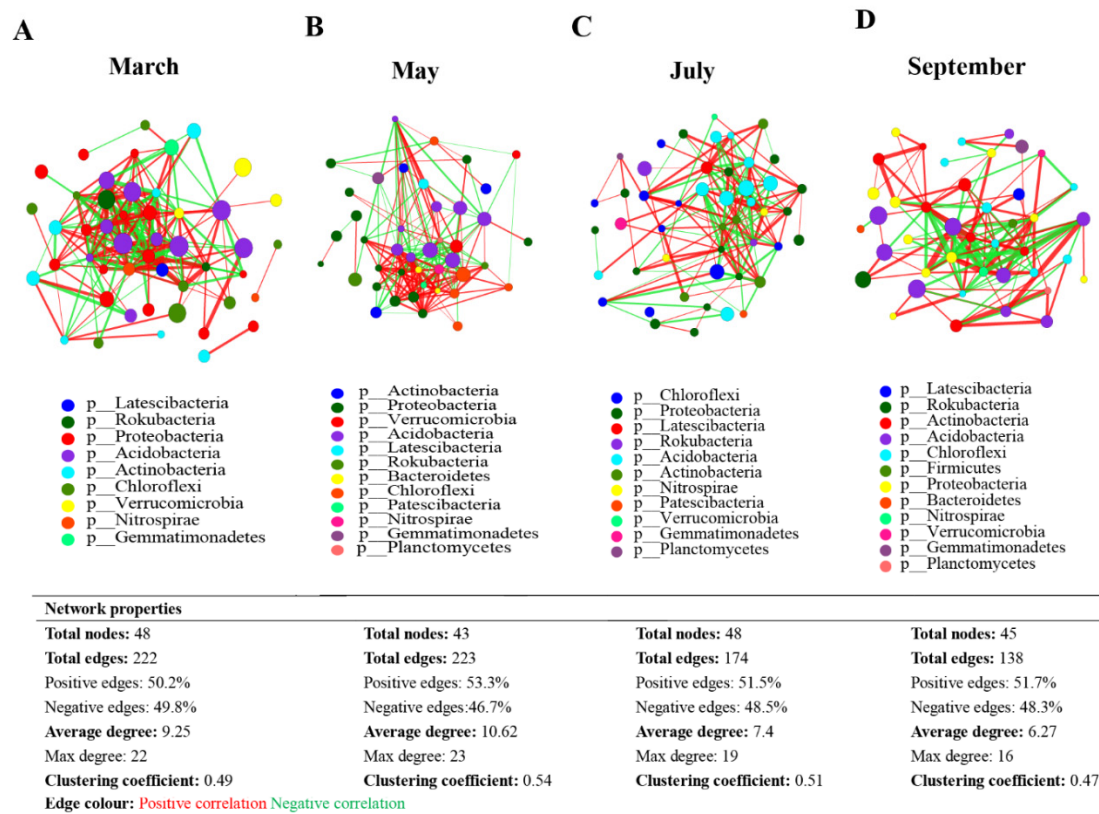 A
B
C
D
March
May
July
September
p__Latescibacteria
p__Rokubacteria
p__Proteobacteria
p__Acidobacteria
p__Actinobacteria
p__Chloroflexi
p__Verrucomicrobia
p__Nitrospirae
p__Gemmatimonadetes
p__Actinobacteria
p__Proteobacteria
p__Verrucomicrobia
p__Acidobacteria
p__Latescibacteria
p__Rokubacteria
p__Bacteroidetes
p__Chloroflexi
p__Patescibacteria
p__Nitrospirae
p__Gemmatimonadetes
p__Planctomycetes
p__Chloroflexi
p__Proteobacteria
p__Latescibacteria
p__Rokubacteria
p__Acidobacteria
p__Actinobacteria
p__Nitrospirae
p__Patescibacteria
p__Verrucomicrobia
p__Gemmatimonadetes
p__Planctomycetes
p__Latescibacteria
p__Rokubacteria
p__Actinobacteria
p__Acidobacteria
p__Chloroflexi
p__Firmicutes
p__Proteobacteria
p__Bacteroidetes
p__Nitrospirae
p__Verrucomicrobia
p__Gemmatimonadetes
p__Planctomycetes
Network properties
Total nodes: 48
Total edges: 222
Positive edges: 50.2%
Negative edges: 49.8%
Average degree: 9.25
Max degree: 22
Clustering coefficient: 0.49
Edge colour: Positive correlation Negative correlation
Total nodes: 43
Total edges: 223
Positive edges: 53.3%
Negative edges:46.7%
Average degree: 10.62
Max degree: 23
Clustering coefficient: 0.54
Total nodes: 48
Total edges: 174
Positive edges: 51.5%
Negative edges: 48.5%
Average degree: 7.4
Max degree: 19
Clustering coefficient: 0.51
Total nodes: 45
Total edges: 138
Positive edges: 51.7%
Negative edges: 48.3%
Average degree: 6.27
Max degree: 16
Clustering coefficient: 0.47